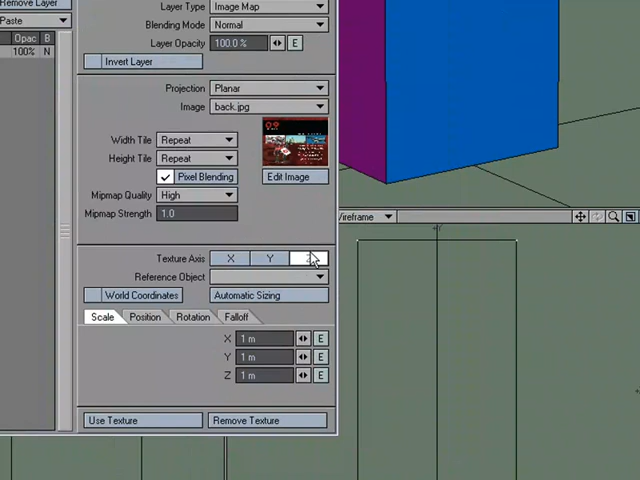 Remove Layer
Paste
Opac B
100% N
Layer Type Image Map
Blending Mode Normal
Layer Opacity 100.0 % E
Invert Layer
Projection Planar
Image back.jpg
Width Tile Repeat
Height Tile Repeat
Pixel Blending Edit Image
Mipmap Quality High
Mipmap Strength 1.0
Texture Axis X Y
Reference Object
World Coordinates Automatic Sizing
Scale Position Rotation Falloff
X 1 m E
Y 1 m E
Z 1 m E
Use Texture Remove Texture
Wireframe
+Y